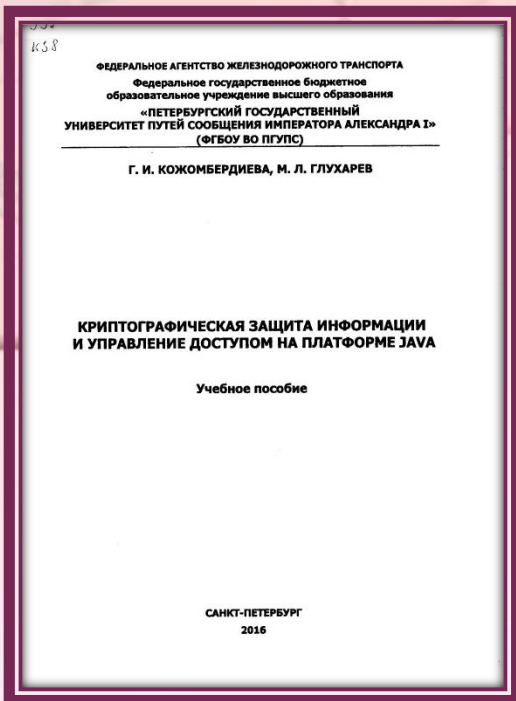 К38
ФЕДЕРАЛЬНОЕ АГЕНТСТВО ЖЕЛЕЗНОДОРОЖНОГО ТРАНСПОРТА
Федеральное государственное бюджетное
образовательное учреждение высшего образования
«ПЕТЕРБУРГСКИЙ ГОСУДАРСТВЕННЫЙ
УНИВЕРСИТЕТ ПУТЕЙ СООБЩЕНИЯ ИМПЕРАТОРА АЛЕКСАНДРА I»
(ФГБОУ ВО ПГУПС)
Г. И. КОЖОМБЕРДИЕВА, М. Л. ГЛУХАРЕВ
КРИПТОГРАФИЧЕСКАЯ ЗАЩИТА ИНФОРМАЦИИ
И УПРАВЛЕНИЕ ДОСТУПОМ НА ПЛАТФОРМЕ JAVA
Учебное пособие
САНКТ-ПЕТЕРБУРГ
2016